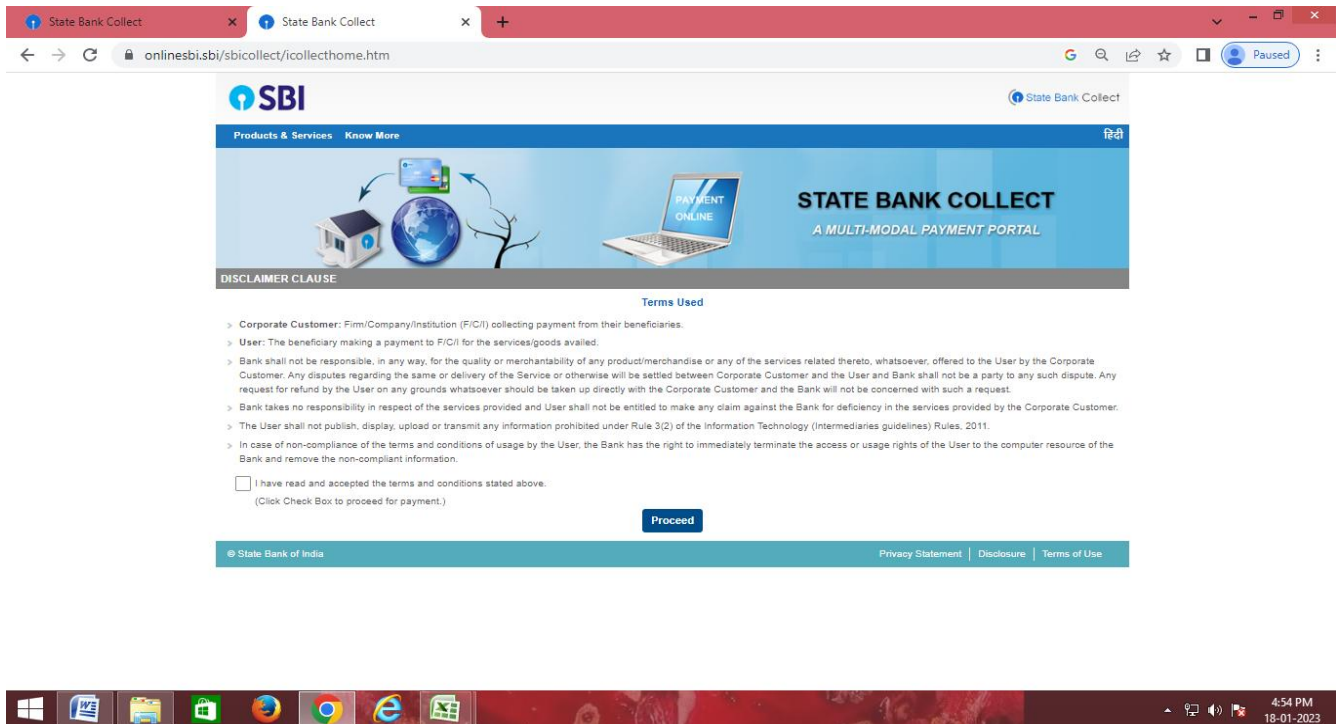 State Bank Collect
State Bank Collect
onlinesbi.sbi/sbicollect/icollecthome.htm
Paused
SBI
State Bank Collect
Products & Services Know More हिंदी
PAYMENT
ONLINE
STATE BANK COLLECT
A MULTI-MODAL PAYMENT PORTAL
DISCLAIMER CLAUSE
Terms Used
Corporate Customer: Firm/Company/Institution (F/C/I) collecting payment from their beneficiaries.
User: The beneficiary making a payment to F/C/I for the services/goods availed.
Bank shall not be responsible, in any way, for the quality or merchantability of any product/merchandise or any of the services related thereto, whatsoever, offered to the User by the Corporate
Customer. Any disputes regarding the same or delivery of the Service or otherwise will be settled between Corporate Customer and the User and Bank shall not be a party to any such dispute. Any
request for refund by the User on any grounds whatsoever should be taken up directly with the Corporate Customer and the Bank will not be concerned with such a request.
Bank takes no responsibility in respect of the services provided and User shall not be entitled to make any claim against the Bank for deficiency in the services provided by the Corporate Customer.
The User shall not publish, display, upload or transmit any information prohibited under Rule 3(2) of the Information Technology (Intermediaries guidelines) Rules, 2011.
In case of non-compliance of the terms and conditions of usage by the User, the Bank has the right to immediately terminate the access or usage rights of the User to the computer resource of the
Bank and remove the non-compliant information.
I have read and accepted the terms and conditions stated above.
(Click Check Box to proceed for payment.)
Proceed
© State Bank of India Privacy Statement | Disclosure | Terms of Use
4:54 PM
18-01-2023